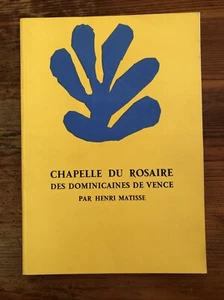 CHAPELLE DU ROSAIRE
DES DOMINICAINES DE VENCE
PAR HENRI MATISSE